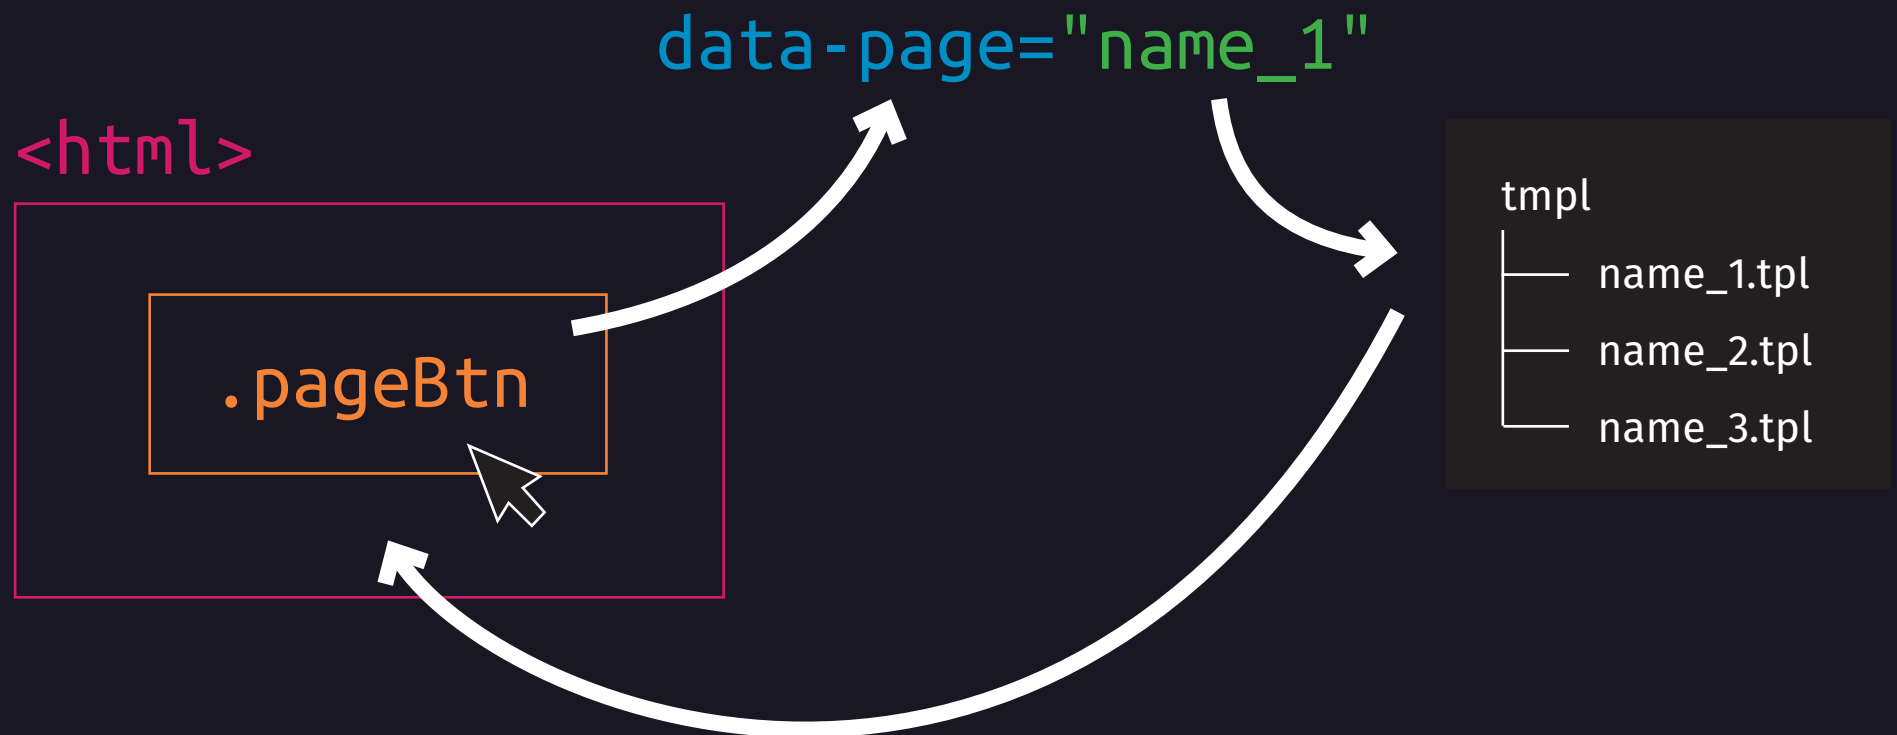 data-page="name_1"
<html>
.pageBtn
tmpl
name_1.tpl
name_2.tpl
name_3.tpl